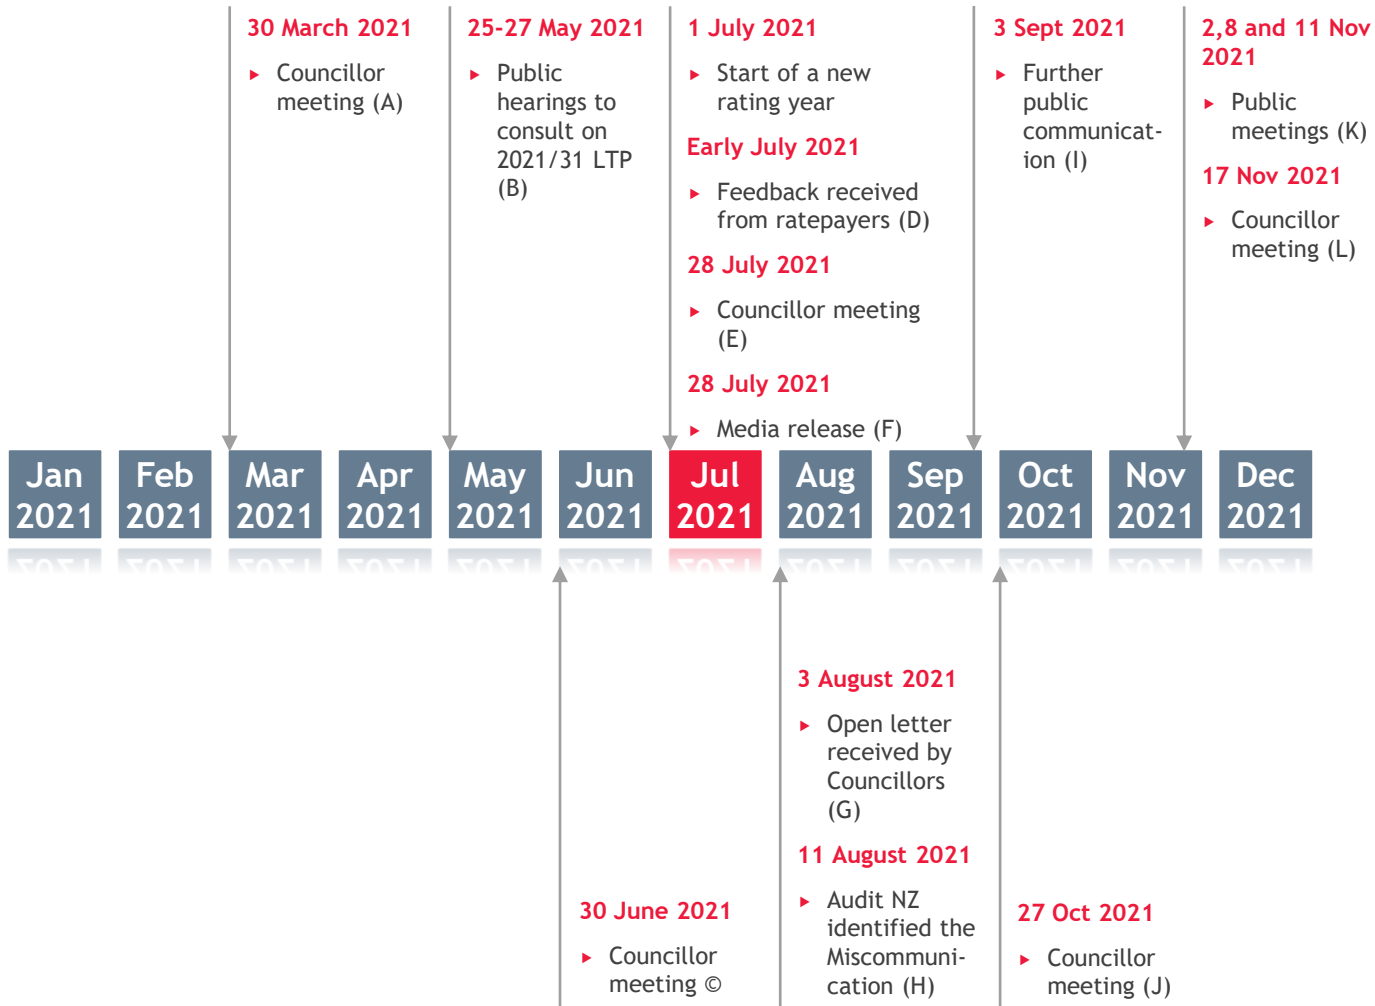 30 March 2021
► Councillor
meeting (A)
25-27 May 2021
► Public
hearings to
consult on
2021/31 LTP
(B)
1 July 2021
► Start of a new
rating year
Early July 2021
► Feedback received
from ratepayers (D)
28 July 2021
► Councillor meeting
(E)
28 July 2021
► Media release (F)
3 Sept 2021
► Further
public
communicat-
ion (I)
2,8 and 11 Nov
2021
► Public
meetings (K)
17 Nov 2021
► Councillor
meeting (L)
Jan
2021
Feb
2021
Mar
2021
Apr
2021
May
2021
Jun
2021
Jul
2021
Aug
2021
Sep
2021
Oct
2021
Nov
2021
Dec
2021
30 June 2021
► Councillor
meeting ©
3 August 2021
► Open letter
received by
Councillors
(G)
11 August 2021
► Audit NZ
identified the
Miscommuni-
cation (H)
27 Oct 2021
► Councillor
meeting (J)